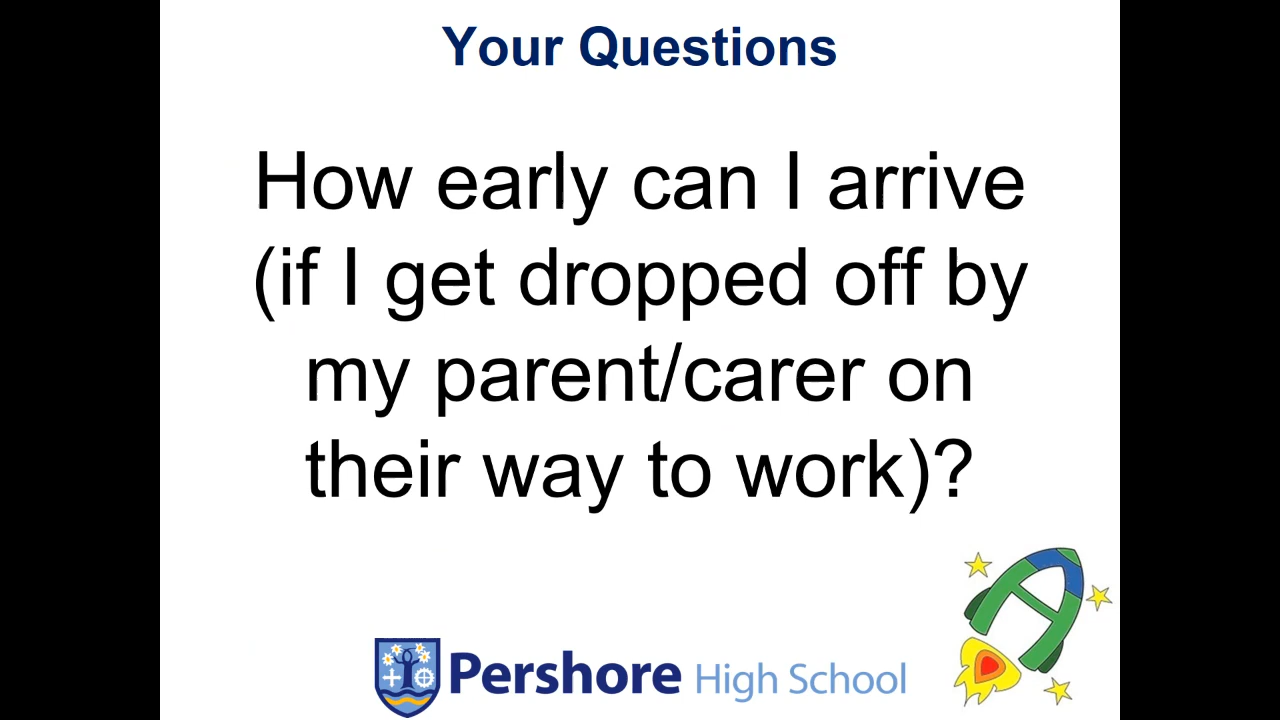 Your Questions
How early can I arrive
(if I get dropped off by
my parent/carer on
their way to work)?
Pershore High School